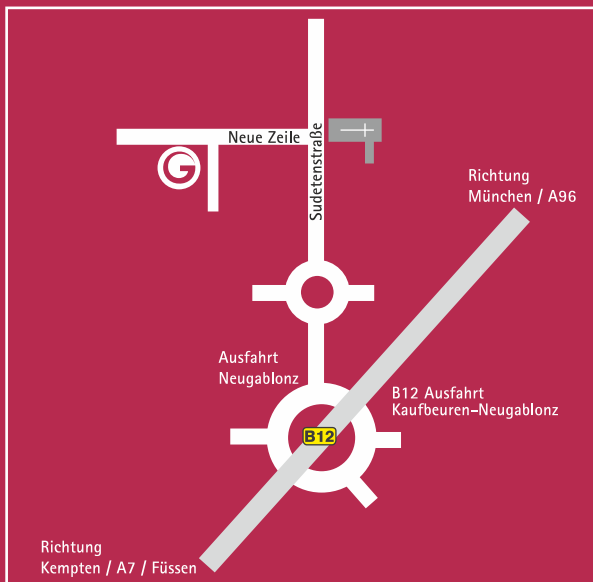 Neue Zeile
Sudetenstraße
G
Richtung
München / A96
Ausfahrt
Neugablonz
B12 Ausfahrt
Kaufbeuren-Neugablonz
B12
Richtung
Kempten / A7 / Füssen